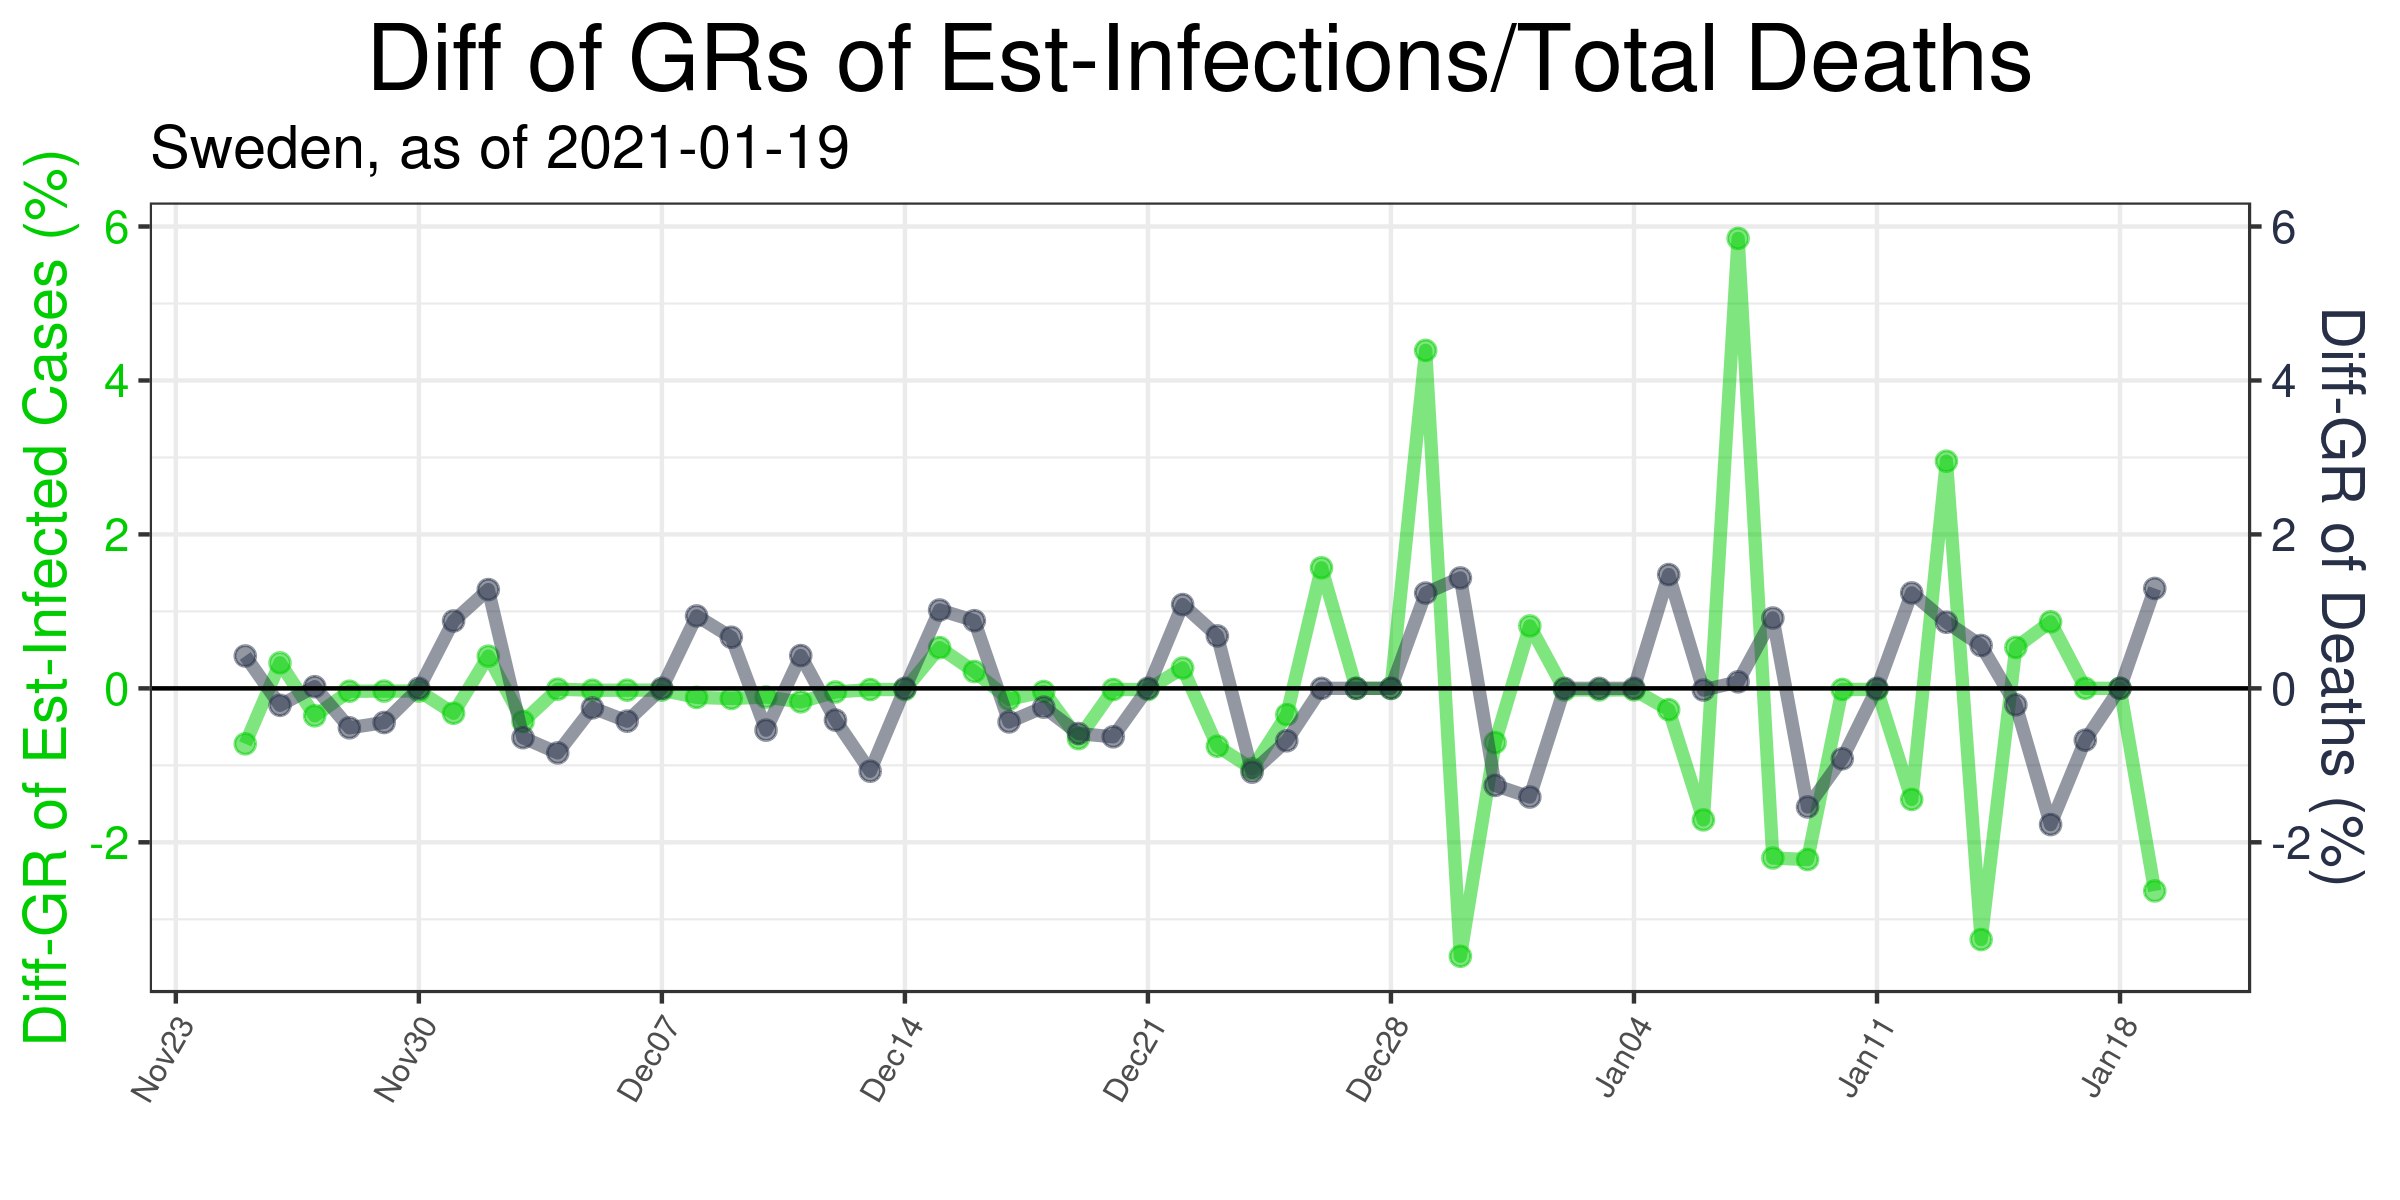 Diff of GRs of Est-Infections/Total Deaths
Sweden, as of 2021-01-19
Diff-GR of Est-Infected Cases (%)
6
4
2
0
-2
6
4
2
0
-2
Diff-GR of Deaths (%)
Nov23
Nov30
Dec07
Dec14
Dec21
Dec28
Jan04
Jan11
Jan18